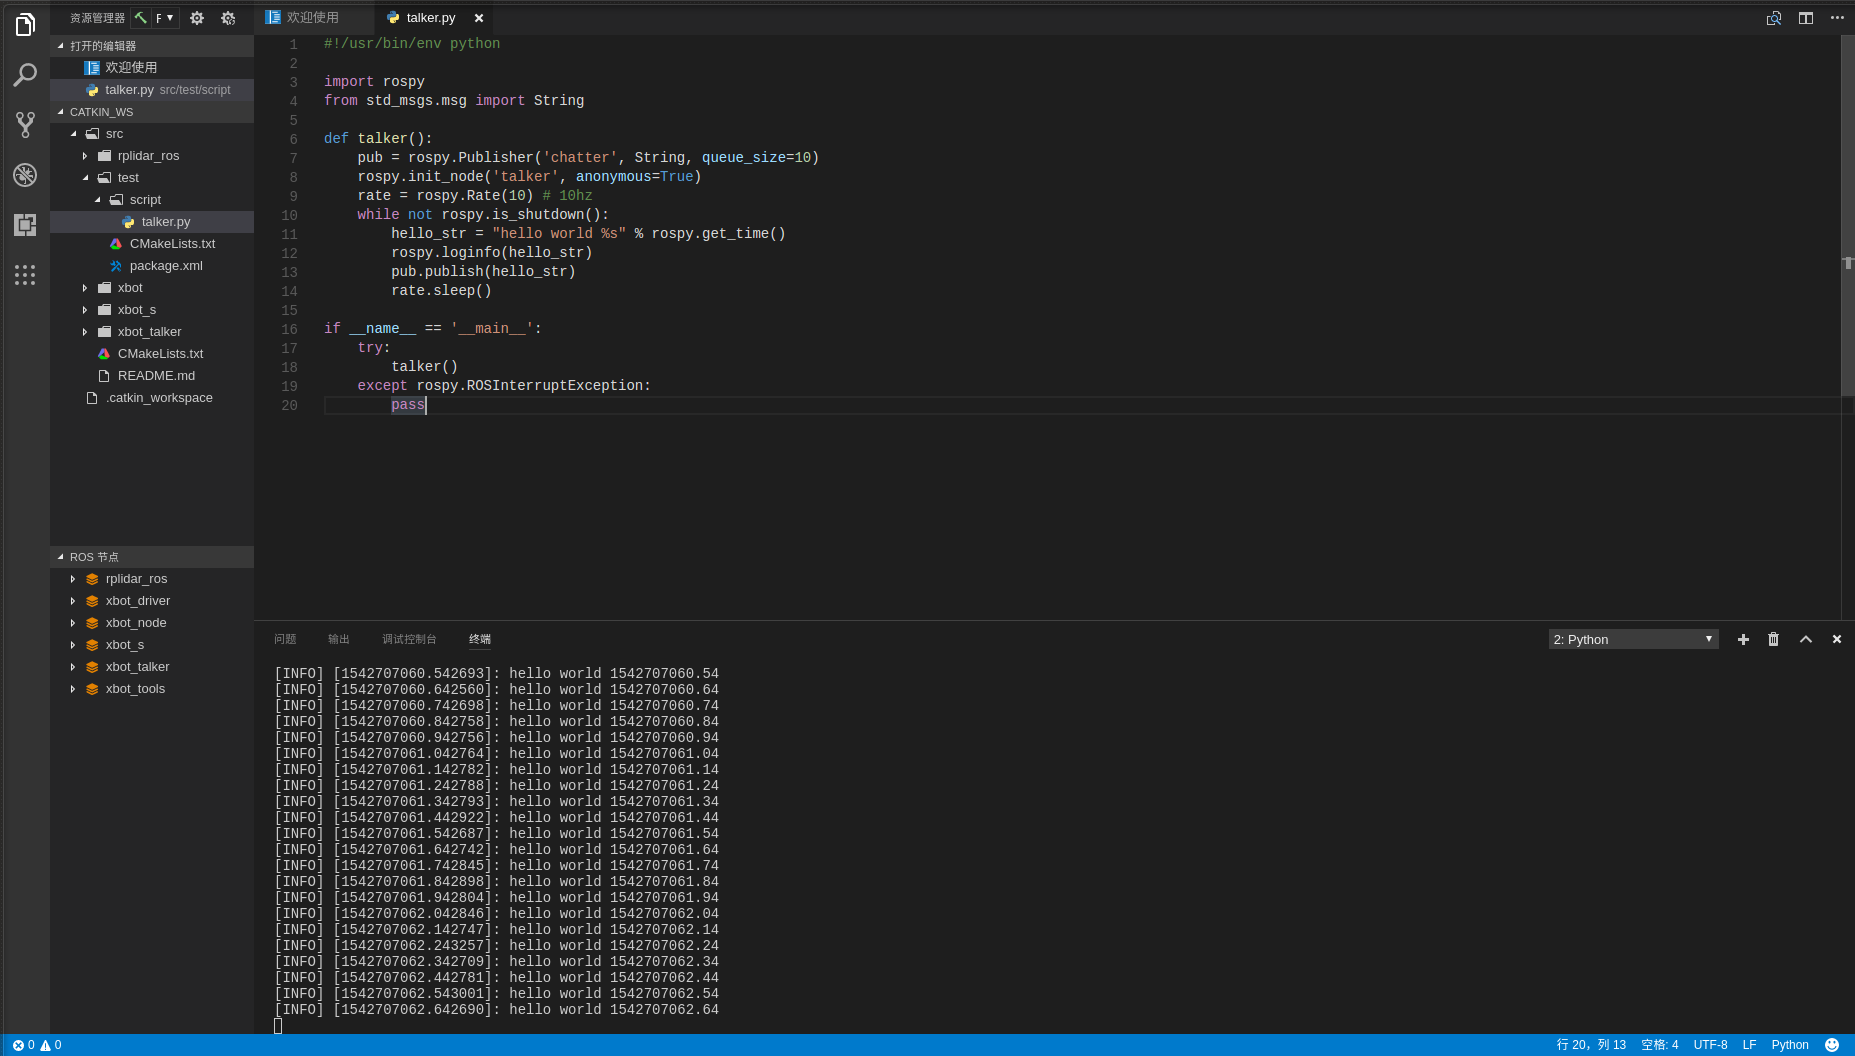 资源管理器 F
打开的编辑器
欢迎使用
talker.py src/test/script
CATKIN_WS
src
rplidar_ros
test
script
talker.py
CMakeLists.txt
package.xml
xbot
xbot_s
xbot_talker
CMakeLists.txt
README.md
.catkin_workspace
ROS 节点
rplidar_ros
xbot_driver
xbot_node
xbot_s
xbot_talker
xbot_tools
欢迎使用 talker.py
1 #!/usr/bin/env python
2
3 import rospy
4 from std_msgs.msg import String
5
6 def talker():
7     pub = rospy.Publisher('chatter', String, queue_size=10)
8     rospy.init_node('talker', anonymous=True)
9     rate = rospy.Rate(10) # 10hz
10     while not rospy.is_shutdown():
11         hello_str = "hello world %s" % rospy.get_time()
12         rospy.loginfo(hello_str)
13         pub.publish(hello_str)
14         rate.sleep()
15
16 if __name__ == '__main__':
17     try:
18         talker()
19     except rospy.ROSInterruptException:
20         pass
问题 输出 调试控制台 终端 2: Python
[INFO] [1542707060.542693]: hello world 1542707060.54
[INFO] [1542707060.642560]: hello world 1542707060.64
[INFO] [1542707060.742698]: hello world 1542707060.74
[INFO] [1542707060.842758]: hello world 1542707060.84
[INFO] [1542707060.942756]: hello world 1542707060.94
[INFO] [1542707061.042764]: hello world 1542707061.04
[INFO] [1542707061.142782]: hello world 1542707061.14
[INFO] [1542707061.242788]: hello world 1542707061.24
[INFO] [1542707061.342793]: hello world 1542707061.34
[INFO] [1542707061.442922]: hello world 1542707061.44
[INFO] [1542707061.542687]: hello world 1542707061.54
[INFO] [1542707061.642742]: hello world 1542707061.64
[INFO] [1542707061.742845]: hello world 1542707061.74
[INFO] [1542707061.842898]: hello world 1542707061.84
[INFO] [1542707061.942804]: hello world 1542707061.94
[INFO] [1542707062.042846]: hello world 1542707062.04
[INFO] [1542707062.142747]: hello world 1542707062.14
[INFO] [1542707062.243257]: hello world 1542707062.24
[INFO] [1542707062.342709]: hello world 1542707062.34
[INFO] [1542707062.442781]: hello world 1542707062.44
[INFO] [1542707062.543001]: hello world 1542707062.54
[INFO] [1542707062.642690]: hello world 1542707062.64
0 0 行 20，列 13 空格: 4 UTF-8 LF Python